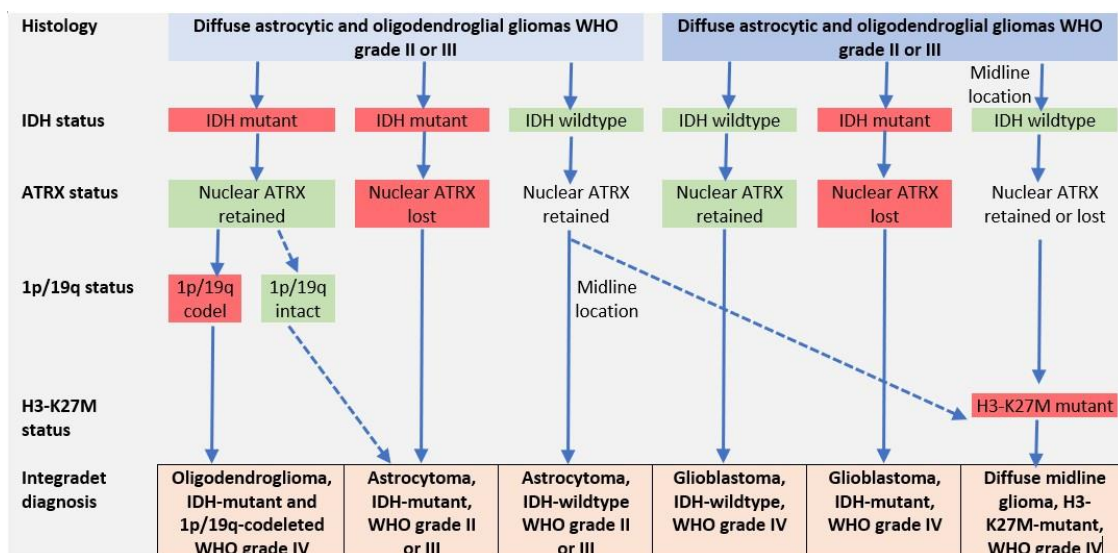 Histology
Diffuse astrocytic and oligodendroglial gliomas WHO
grade II or III
Diffuse astrocytic and oligodendroglial gliomas WHO
grade II or III
Midline
location
IDH status
IDH mutant
IDH mutant
IDH wildtype
IDH wildtype
IDH mutant
IDH wildtype
ATRX status
Nuclear ATRX
retained
Nuclear ATRX
lost
Nuclear ATRX
retained
Nuclear ATRX
retained
Nuclear ATRX
lost
Nuclear ATRX
retained or lost
1p/19q status
1p/19q
codel
1p/19q
intact
Midline
location
H3-K27M
status
H3-K27M mutant
Integradet
diagnosis
Oligodendroglioma,
IDH-mutant and
1p/19q-codeleted
WHO grade IV
Astrocytoma,
IDH-mutant,
WHO grade II
or III
Astrocytoma,
IDH-wildtype
WHO grade II
or III
Glioblastoma,
IDH-wildtype,
WHO grade IV
Glioblastoma,
IDH-mutant,
WHO grade IV
Diffuse midline
glioma, H3-
K27M-mutant,
WHO grade IV